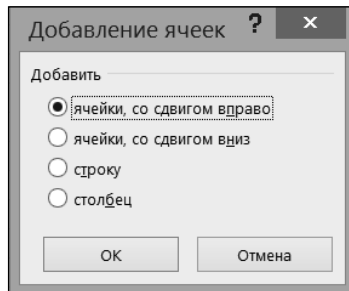 Добавление ячеек ? ×
Добавить
ячейки, со сдвигом вправо
ячейки, со сдвигом вниз
строку
столбец
ОК Отмена